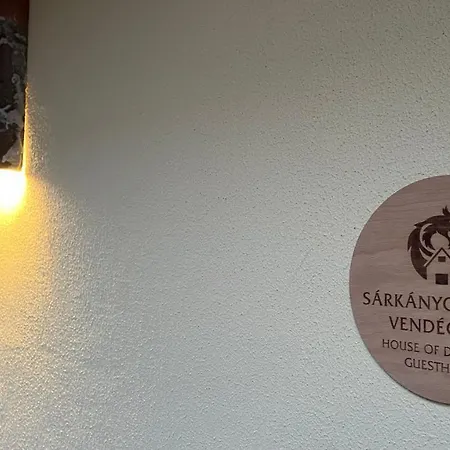 SÁRKÁNYO
VENDÉG
HOUSE OF D
GUESTH